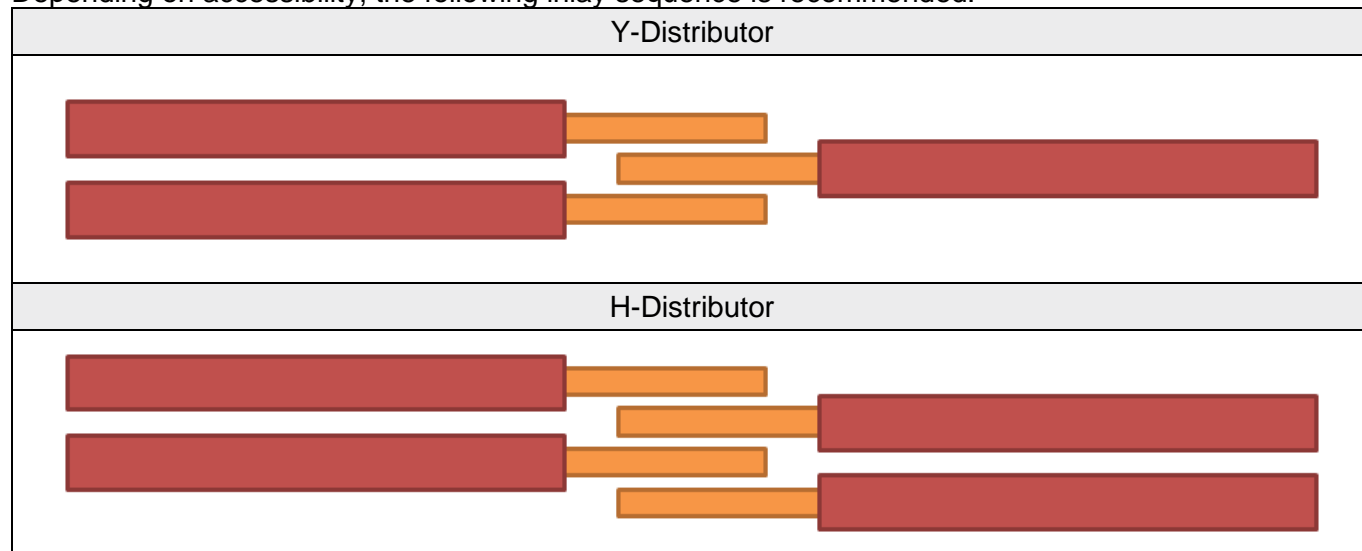 Depending on accessibility, the following inlay sequence is recommended:
Y-Distributor
H-Distributor